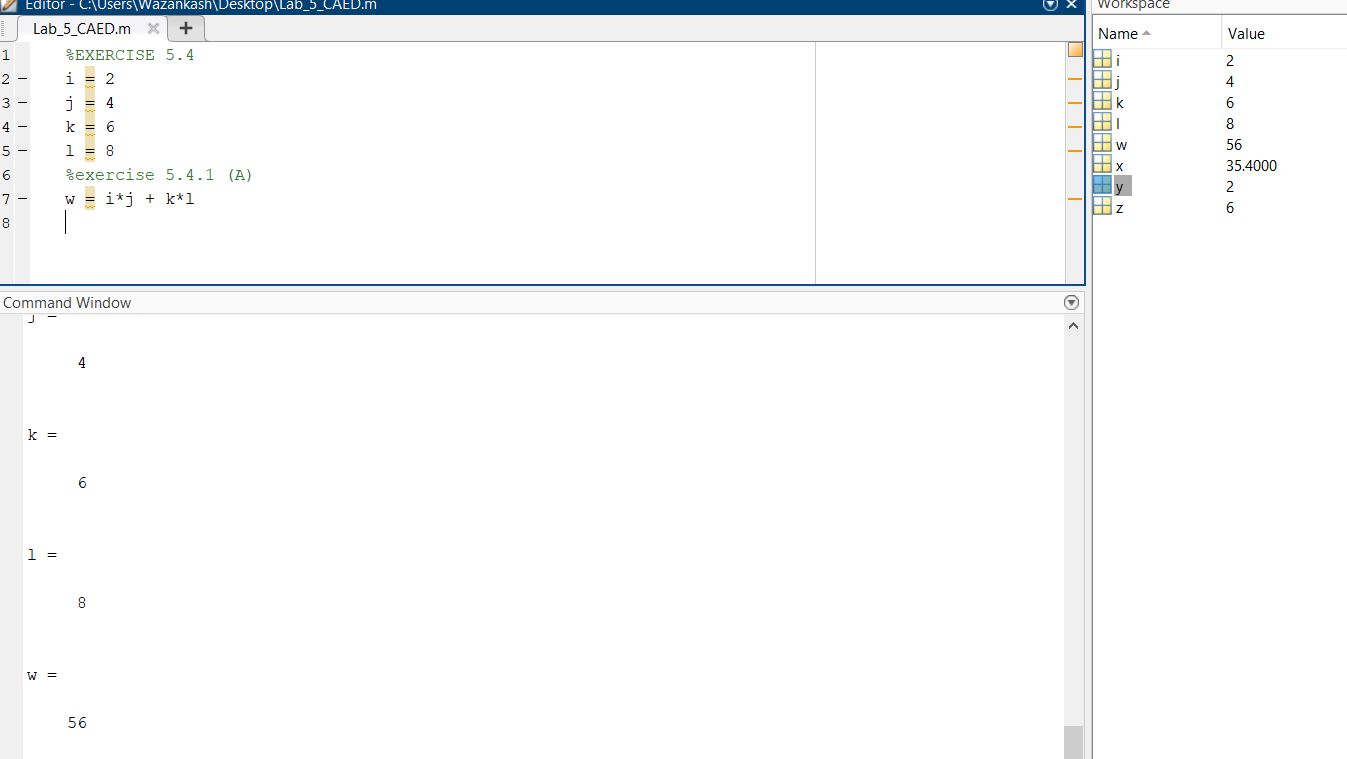 Editor - C:\Users\Wazankash\Desktop\Lab_5_CAED.m
Lab_5_CAED.m
1 %EXERCISE 5.4
2 - i = 2
3 - j = 4
4 - k = 6
5 - l = 8
6 %exercise 5.4.1 (A)
7 - w = i*j + k*l
8
Command Window
j =
4
k =
6
l =
8
w =
56
Workspace
Name Value
i 2
j 4
k 6
l 8
w 56
x 35.4000
y 2
z 6